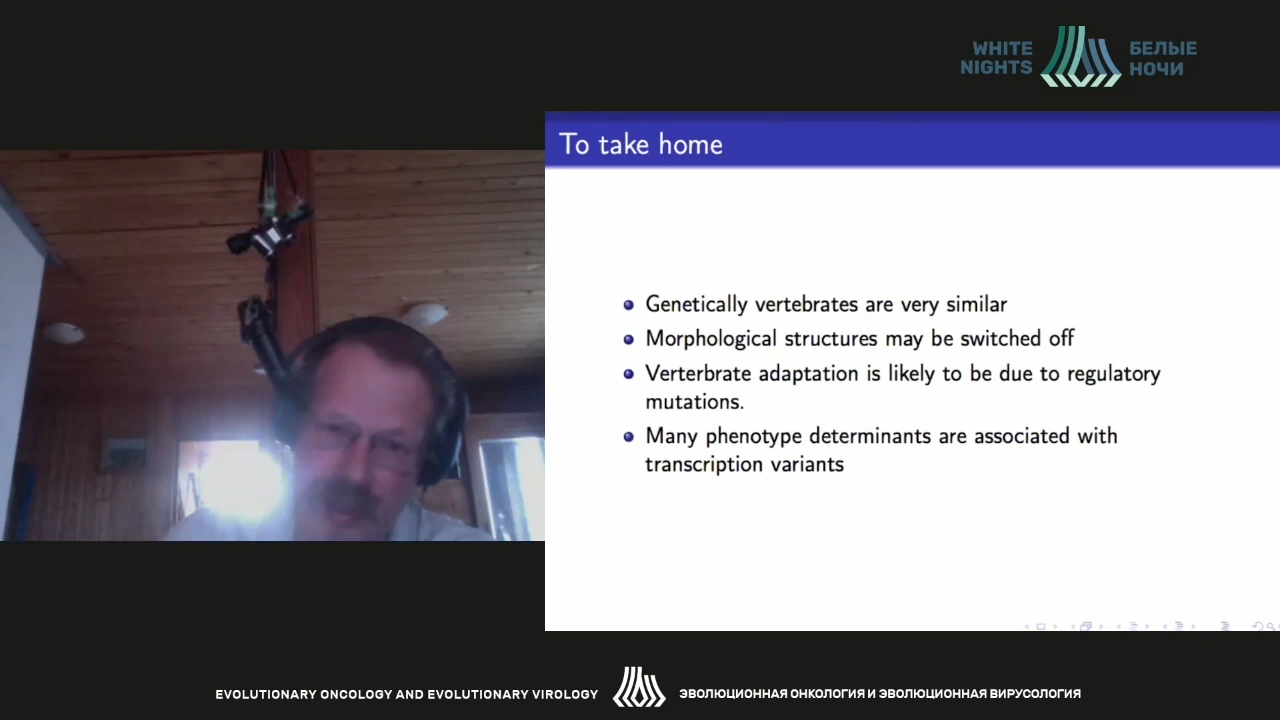 WHITE
NIGHTS
БЕЛЫЕ
НОЧИ
To take home
Genetically vertebrates are very similar
Morphological structures may be switched off
Verterbrate adaptation is likely to be due to regulatory
mutations.
Many phenotype determinants are associated with
transcription variants
EVOLUTIONARY ONCOLOGY AND EVOLUTIONARY VIROLOGY
ЭВОЛЮЦИОННАЯ ОНКОЛОГИЯ И ЭВОЛЮЦИОННАЯ ВИРУСОЛОГИЯ